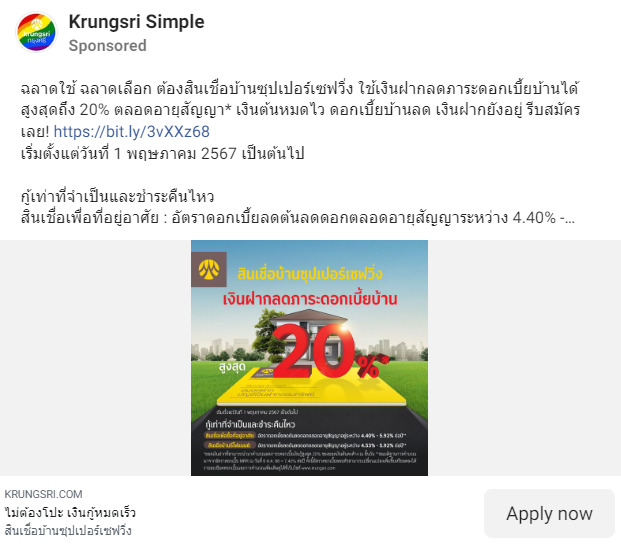 krungsri
กรุงศรี
Krungsri Simple
Sponsored
ฉลาดใช้ ฉลาดเลือก ต้องสินเชื่อบ้านซุปเปอร์เซฟวิ่ง ใช้เงินฝากลดภาระดอกเบี้ยบ้านได้
สูงสุดถึง 20% ตลอดอายุสัญญา* เงินต้นหมดไว ดอกเบี้ยบ้านลด เงินฝากยังอยู่ รีบสมัคร
เลย! https://bit.ly/3vXXz68
เริ่มตั้งแต่วันที่ 1 พฤษภาคม 2567 เป็นต้นไป
กู้เท่าที่จำเป็นและชำระคืนไหว
สินเชื่อเพื่อที่อยู่อาศัย : อัตราดอกเบี้ยลดต้นลดดอกตลอดอายุสัญญาระหว่าง 4.40% -...
สินเชื่อบ้านซุปเปอร์เซฟวิ่ง
เงินฝากลดภาระดอกเบี้ยบ้าน
สูงสุด 20%
เริ่มตั้งแต่วันที่ 1 พฤษภาคม 2567 เป็นต้นไป
กู้เท่าที่จำเป็นและชำระคืนไหว
สินเชื่อเพื่อที่อยู่อาศัย อัตราดอกเบี้ยลดต้นลดดอกตลอดอายุสัญญาอยู่ระหว่าง 4.40% - 5.92% ต่อปี*
อัตราดอกเบี้ยลดต้นลดดอกตลอดอายุสัญญาอยู่ระหว่าง 4.53% - 5.92% ต่อปี*
KRUNGSRI.COM
ไม่ต้องโปะ เงินกู้หมดเร็ว
สินเชื่อบ้านซุปเปอร์เซฟวิ่ง
Apply now